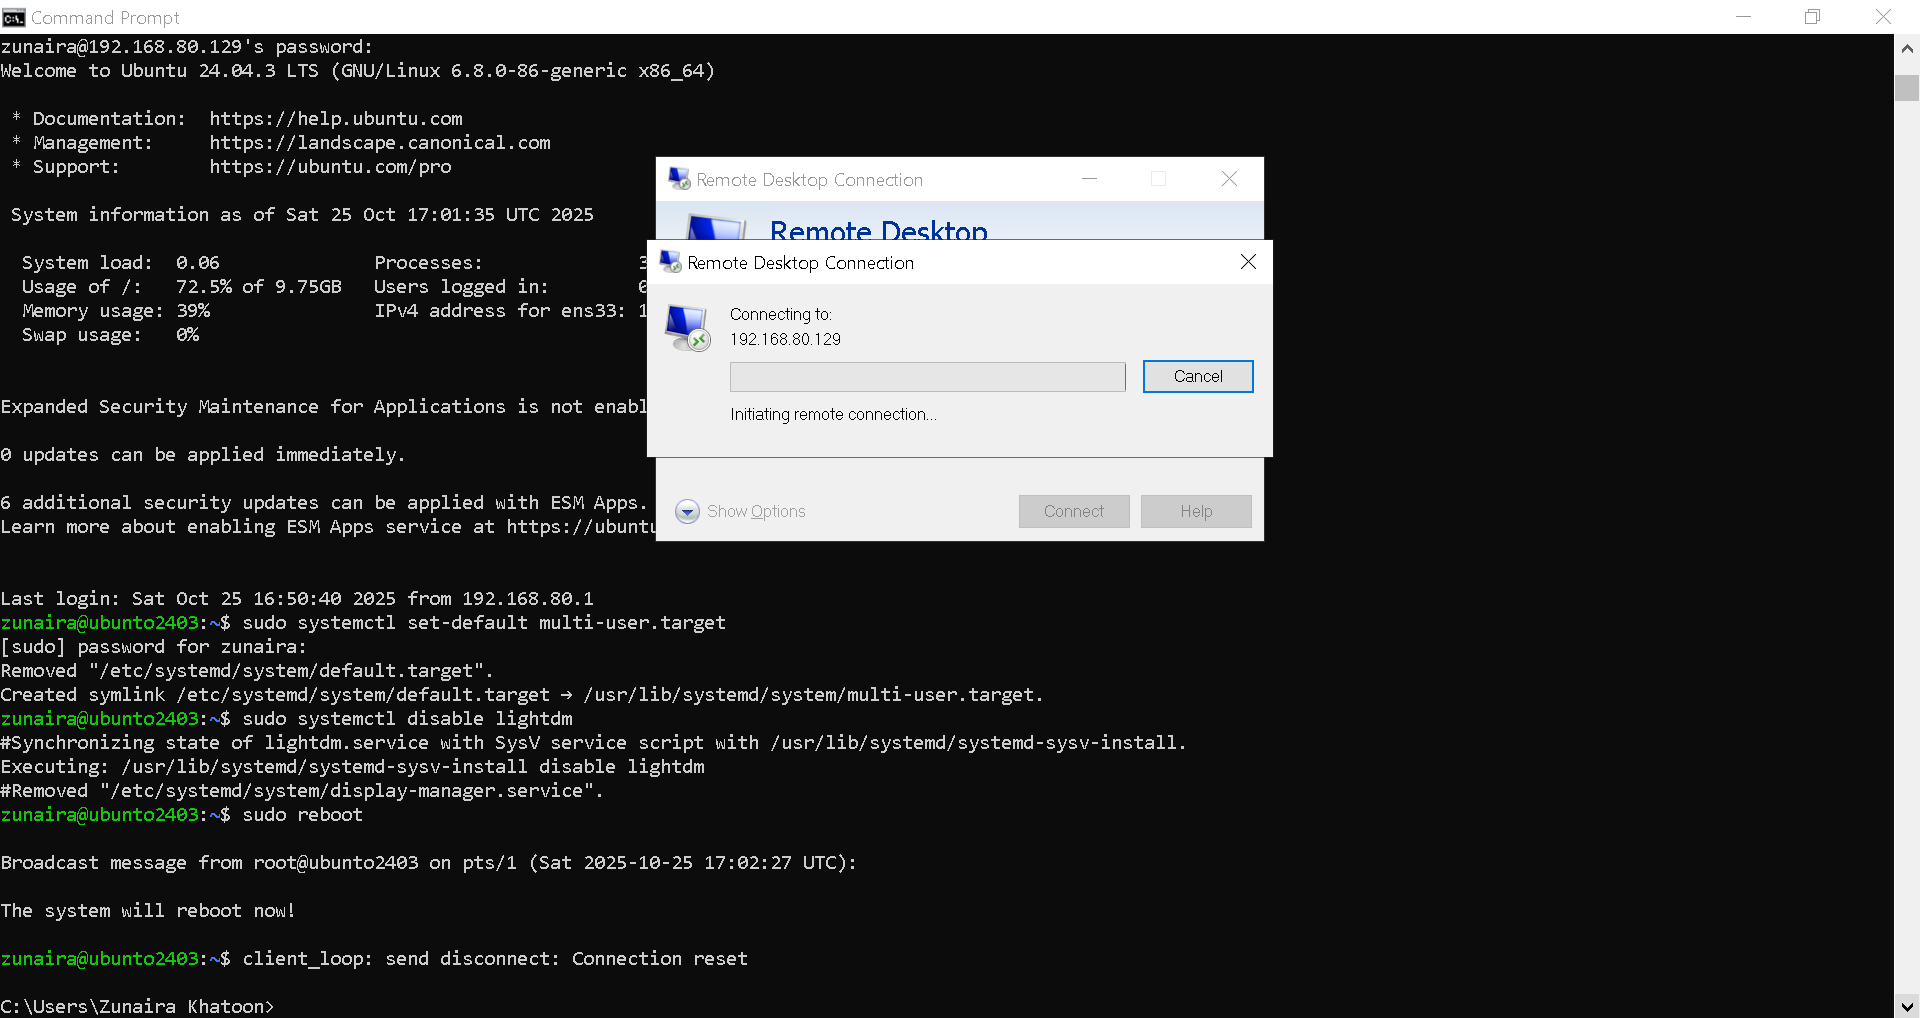 Command Prompt
zunaira@192.168.80.129's password:
Welcome to Ubuntu 24.04.3 LTS (GNU/Linux 6.8.0-86-generic x86_64)
* Documentation:  https://help.ubuntu.com
* Management:     https://landscape.canonical.com
* Support:        https://ubuntu.com/pro
System information as of Sat 25 Oct 17:01:35 UTC 2025
System load:  0.06              Processes:
Usage of /:   72.5% of 9.75GB   Users logged in:
Memory usage: 39%               IPv4 address for ens33:
Swap usage:   0%
Expanded Security Maintenance for Applications is not
0 updates can be applied immediately.
6 additional security updates can be applied with ESM Apps.
Learn more about enabling ESM Apps service at
Last login: Sat Oct 25 16:50:40 2025 from 192.168.80.1
zunaira@ubunto2403:~$ sudo systemctl set-default multi-user.target
[sudo] password for zunaira:
Removed "/etc/systemd/system/default.target".
Created symlink /etc/systemd/system/default.target → /usr/lib/systemd/system/multi-user.target.
zunaira@ubunto2403:~$ sudo systemctl disable lightdm
#Synchronizing state of lightdm.service with SysV service script with /usr/lib/systemd/systemd-sysv-install.
Executing: /usr/lib/systemd/systemd-sysv-install disable lightdm
#Removed "/etc/systemd/system/display-manager.service".
zunaira@ubunto2403:~$ sudo reboot
Broadcast message from root@ubunto2403 on pts/1 (Sat 2025-10-25 17:02:27 UTC):
The system will reboot now!
zunaira@ubunto2403:~$ client_loop: send disconnect: Connection reset
C:\Users\Zunaira Khatoon>
Remote Desktop Connection
Remote Desktop
Remote Desktop Connection
Connecting to:
192.168.80.129
Cancel
Initiating remote connection...
Show Options
Connect
Help